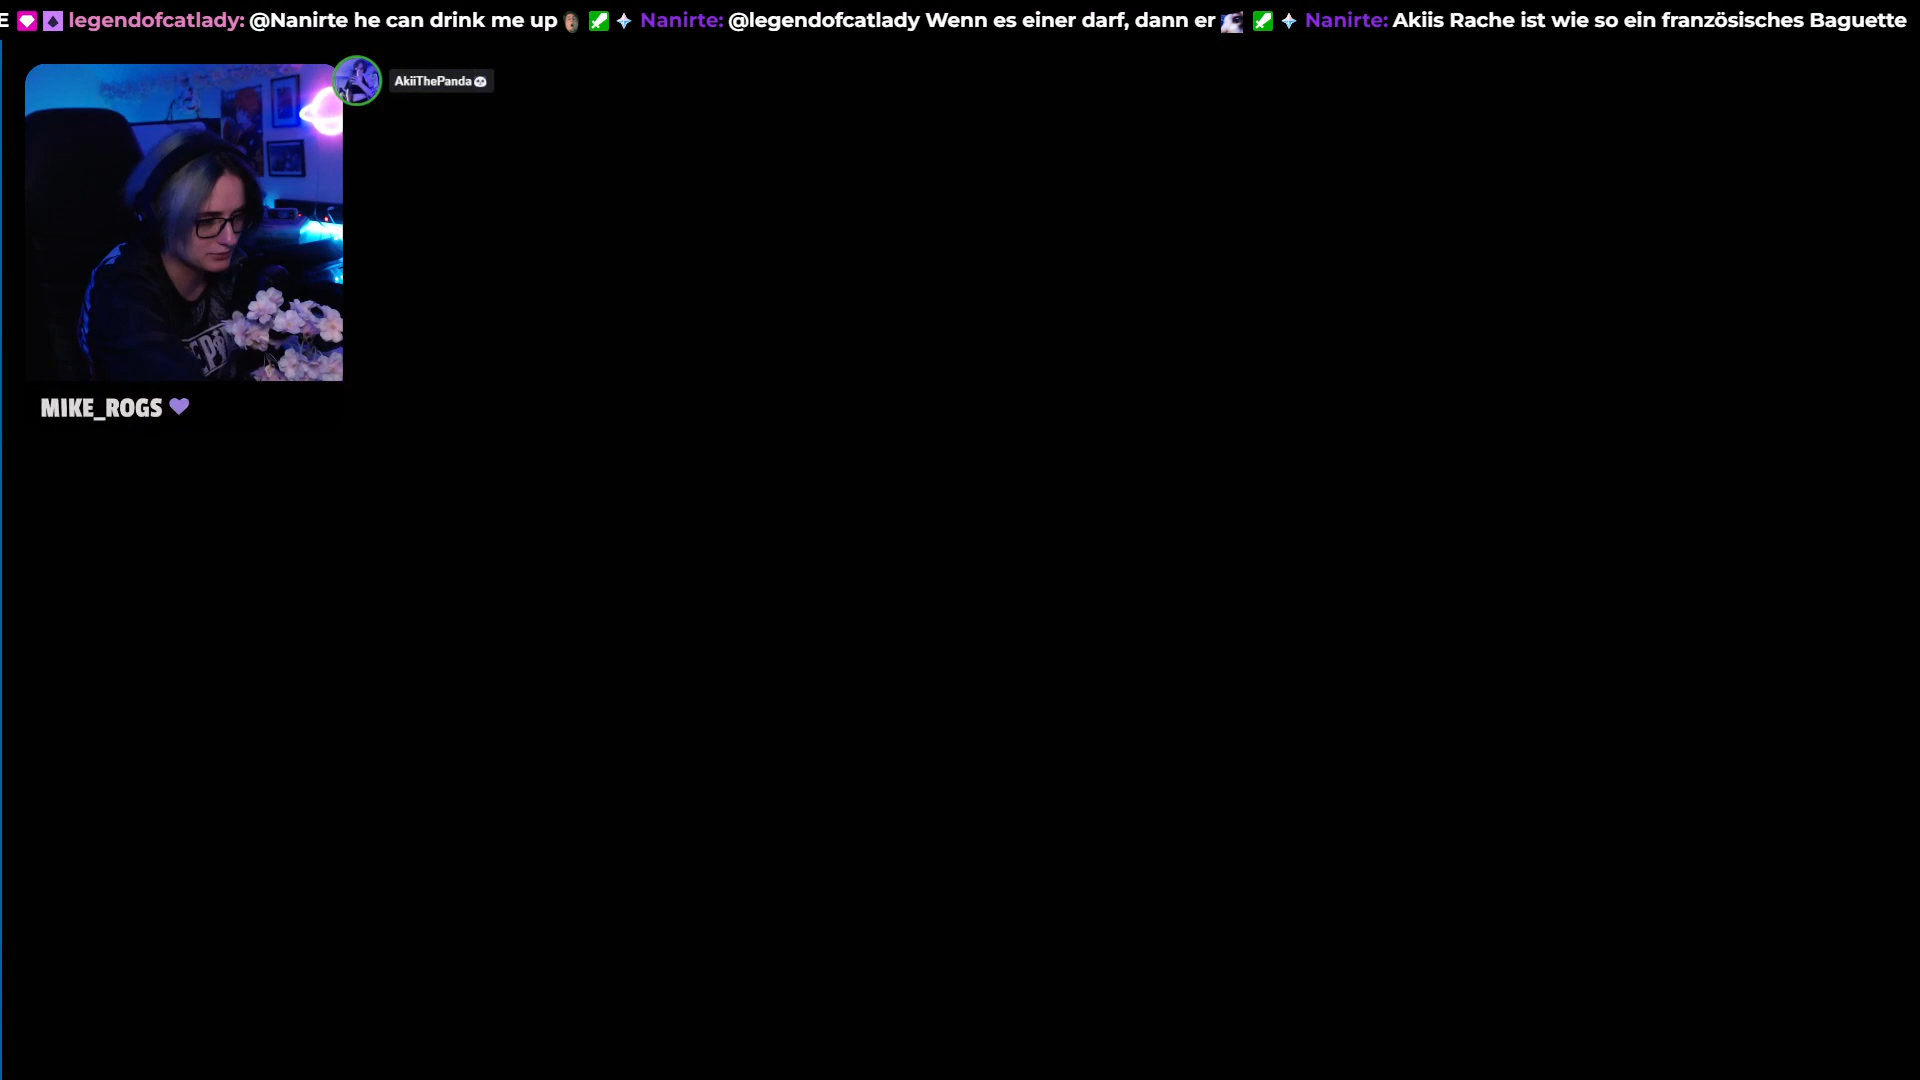 E legendofcatlady: @Nanirte he can drink me up Nanirte: @legendofcatlady Wenn es einer darf, dann er Nanirte: Akiis Rache ist wie so ein französisches Baguette
AkiiThePanda
MIKE_ROGS